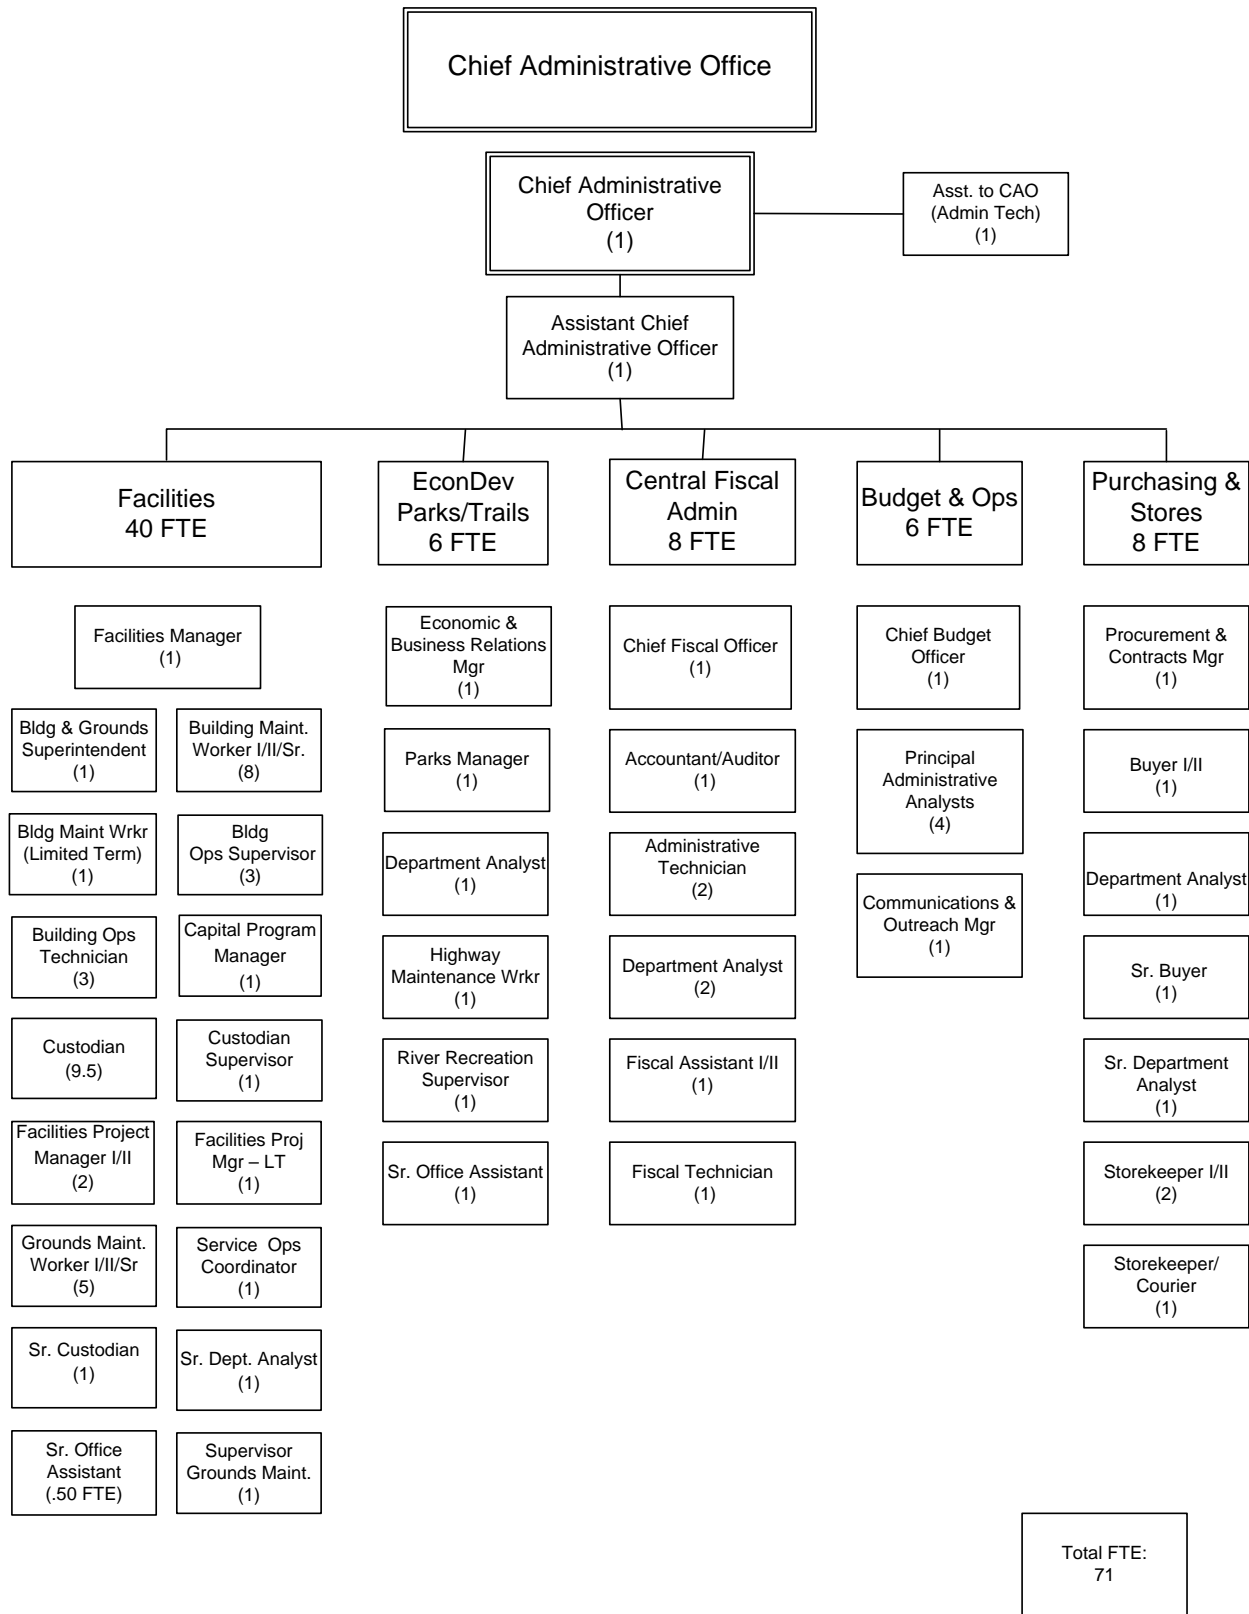 Chief Administrative Office
Chief Administrative
Officer
(1)
Asst. to CAO
(Admin Tech)
(1)
Assistant Chief
Administrative Officer
(1)
Facilities
40 FTE
EconDev
Parks/Trails
6 FTE
Central Fiscal
Admin
8 FTE
Budget & Ops
6 FTE
Purchasing &
Stores
8 FTE
Facilities Manager
(1)
Bldg & Grounds
Superintendent
(1)
Building Maint.
Worker I/II/Sr.
(8)
Bldg Maint Wrkr
(Limited Term)
(1)
Bldg
Ops Supervisor
(3)
Building Ops
Technician
(3)
Capital Program
Manager
(1)
Custodian
(9.5)
Custodian
Supervisor
(1)
Facilities Project
Manager I/II
(2)
Facilities Proj
Mgr – LT
(1)
Grounds Maint.
Worker I/II/Sr
(5)
Service Ops
Coordinator
(1)
Sr. Custodian
(1)
Sr. Dept. Analyst
(1)
Sr. Office
Assistant
(.50 FTE)
Supervisor
Grounds Maint.
(1)
Economic &
Business Relations
Mgr
(1)
Parks Manager
(1)
Department Analyst
(1)
Highway
Maintenance Wrkr
(1)
River Recreation
Supervisor
(1)
Sr. Office Assistant
(1)
Chief Fiscal Officer
(1)
Accountant/Auditor
(1)
Administrative
Technician
(2)
Department Analyst
(2)
Fiscal Assistant I/II
(1)
Fiscal Technician
(1)
Chief Budget
Officer
(1)
Principal
Administrative
Analysts
(4)
Communications &
Outreach Mgr
(1)
Procurement &
Contracts Mgr
(1)
Buyer I/II
(1)
Department Analyst
(1)
Sr. Buyer
(1)
Sr. Department
Analyst
(1)
Storekeeper I/II
(2)
Storekeeper/
Courier
(1)
Total FTE:
71